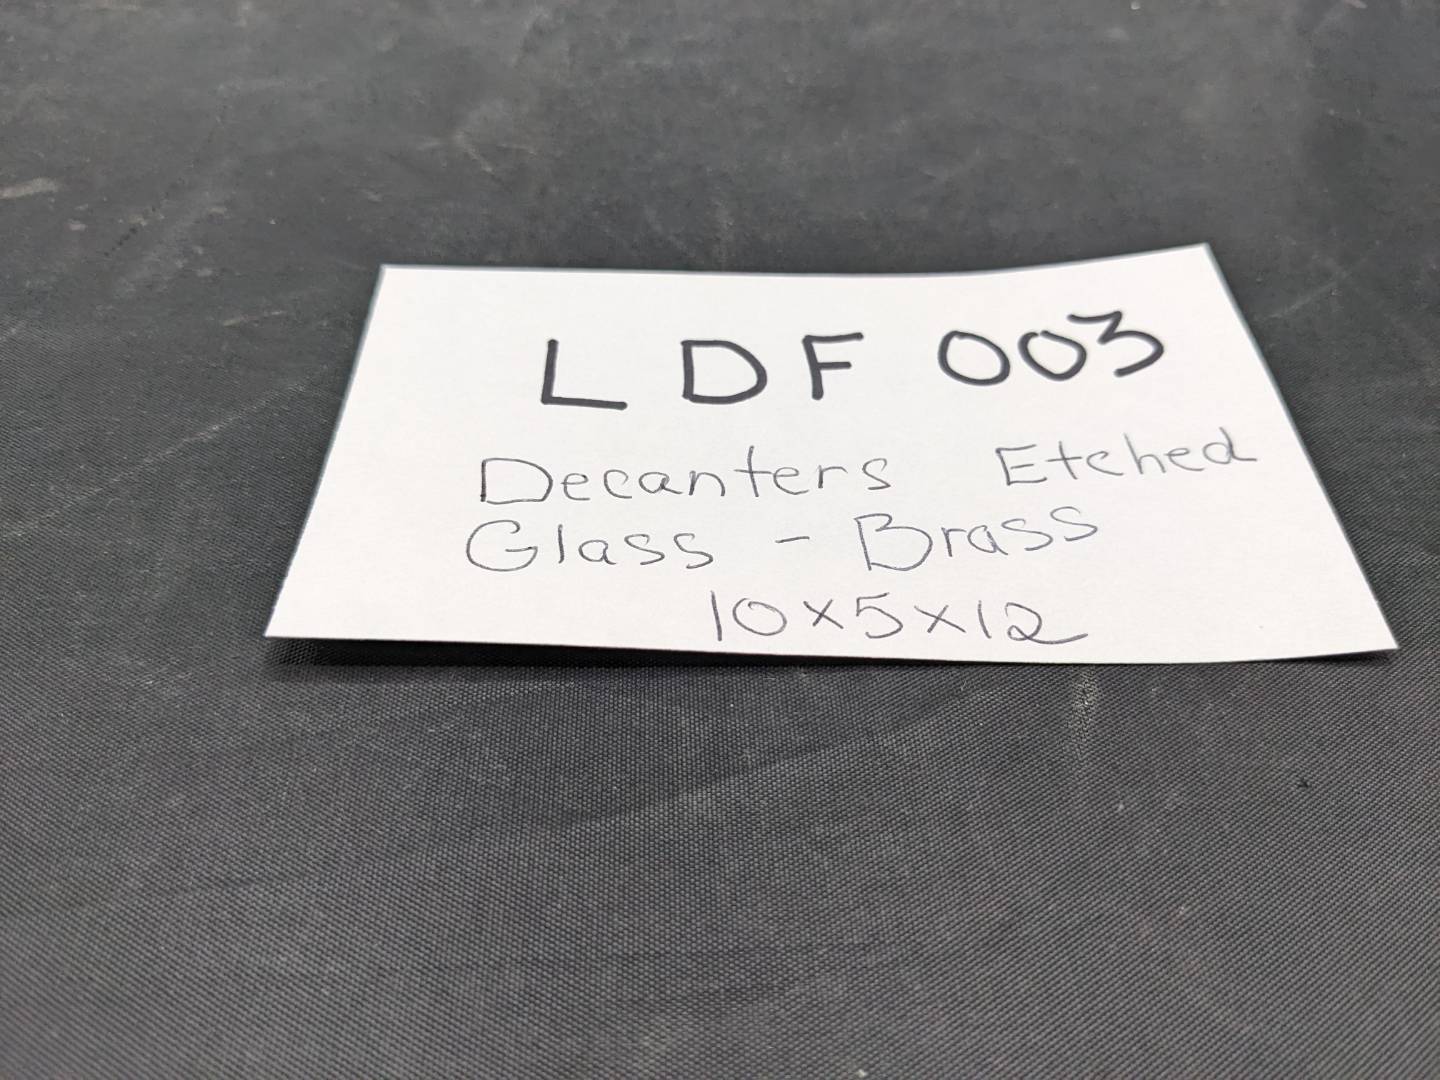 LDF 003
Decanters Etched
Glass - Brass
10x5x12